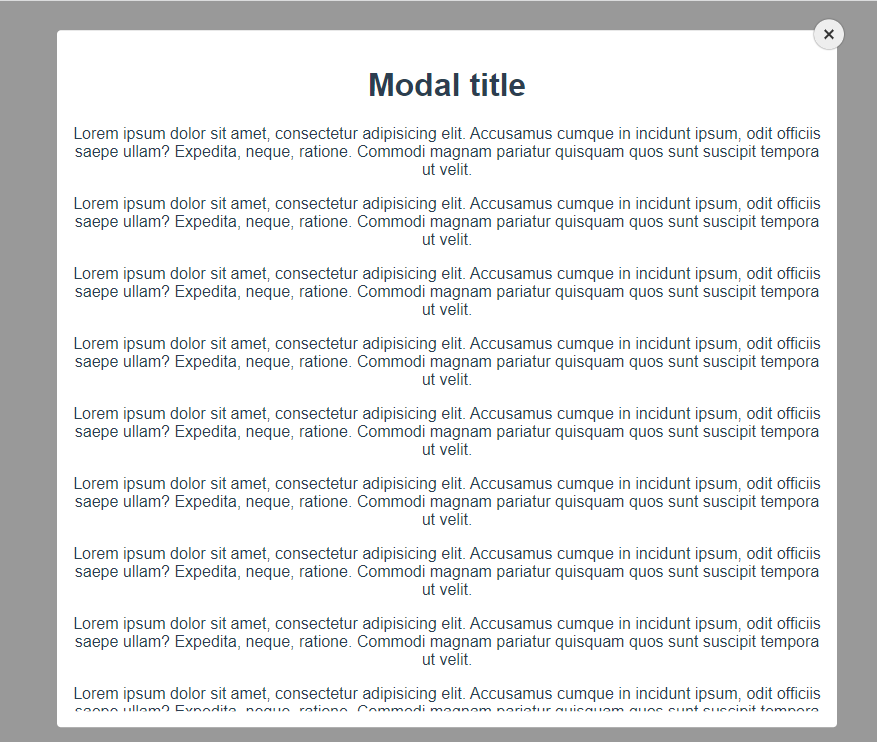 ×
Modal title
Lorem ipsum dolor sit amet, consectetur adipisicing elit. Accusamus cumque in incidunt ipsum, odit officiis
saepe ullam? Expedita, neque, ratione. Commodi magnam pariatur quisquam quos sunt suscipit tempora
ut velit.
Lorem ipsum dolor sit amet, consectetur adipisicing elit. Accusamus cumque in incidunt ipsum, odit officiis
saepe ullam? Expedita, neque, ratione. Commodi magnam pariatur quisquam quos sunt suscipit tempora
ut velit.
Lorem ipsum dolor sit amet, consectetur adipisicing elit. Accusamus cumque in incidunt ipsum, odit officiis
saepe ullam? Expedita, neque, ratione. Commodi magnam pariatur quisquam quos sunt suscipit tempora
ut velit.
Lorem ipsum dolor sit amet, consectetur adipisicing elit. Accusamus cumque in incidunt ipsum, odit officiis
saepe ullam? Expedita, neque, ratione. Commodi magnam pariatur quisquam quos sunt suscipit tempora
ut velit.
Lorem ipsum dolor sit amet, consectetur adipisicing elit. Accusamus cumque in incidunt ipsum, odit officiis
saepe ullam? Expedita, neque, ratione. Commodi magnam pariatur quisquam quos sunt suscipit tempora
ut velit.
Lorem ipsum dolor sit amet, consectetur adipisicing elit. Accusamus cumque in incidunt ipsum, odit officiis
saepe ullam? Expedita, neque, ratione. Commodi magnam pariatur quisquam quos sunt suscipit tempora
ut velit.
Lorem ipsum dolor sit amet, consectetur adipisicing elit. Accusamus cumque in incidunt ipsum, odit officiis
saepe ullam? Expedita, neque, ratione. Commodi magnam pariatur quisquam quos sunt suscipit tempora
ut velit.
Lorem ipsum dolor sit amet, consectetur adipisicing elit. Accusamus cumque in incidunt ipsum, odit officiis
saepe ullam? Expedita, neque, ratione. Commodi magnam pariatur quisquam quos sunt suscipit tempora
ut velit.
Lorem ipsum dolor sit amet, consectetur adipisicing elit. Accusamus cumque in incidunt ipsum, odit officiis
saepe ullam? Expedita, neque, ratione. Commodi magnam pariatur quisquam quos sunt suscipit tempora